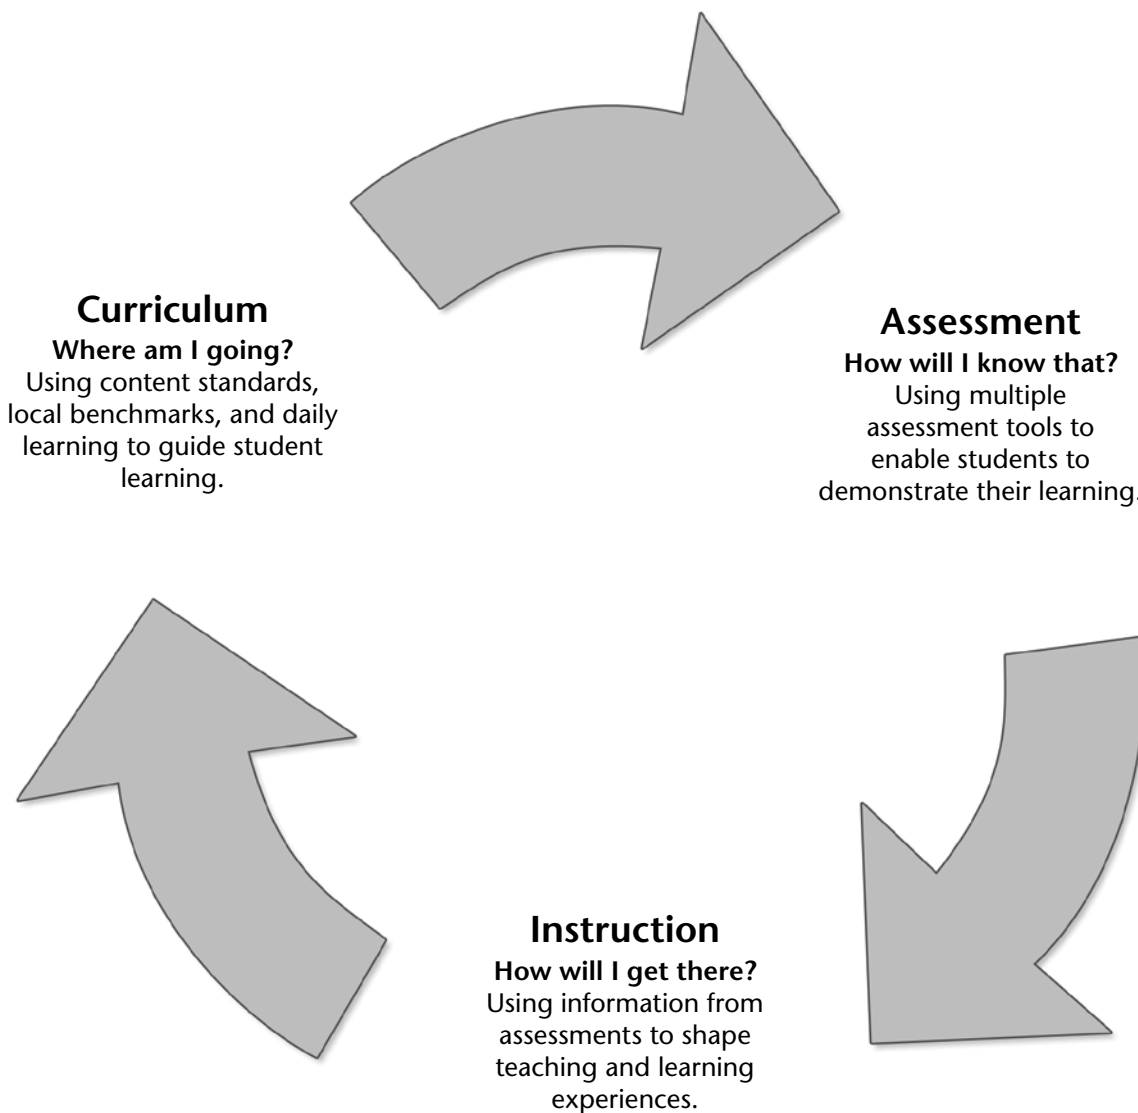 Curriculum
Where am I going?
Using content standards,
local benchmarks, and daily
learning to guide student
learning.
Assessment
How will I know that?
Using multiple
assessment tools to
enable students to
demonstrate their learning.
Instruction
How will I get there?
Using information from
assessments to shape
teaching and learning
experiences.